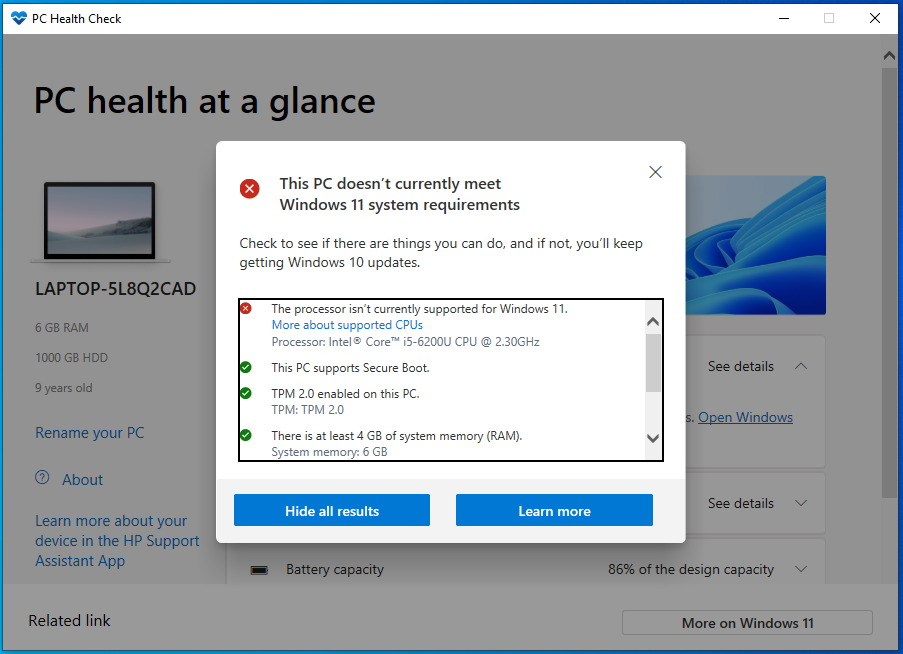 PC Health Check
PC health at a glance
LAPTOP-5L8Q2CAD
6 GB RAM
1000 GB HDD
9 years old
Rename your PC
About
Learn more about your
device in the HP Support
Assistant App
This PC doesn't currently meet
Windows 11 system requirements
Check to see if there are things you can do, and if not, you'll keep
getting Windows 10 updates.
The processor isn't currently supported for Windows 11.
More about supported CPUs
Processor: Intel® Core™ i5-6200U CPU @ 2.30GHz
This PC supports Secure Boot.
TPM 2.0 enabled on this PC.
TPM: TPM 2.0
There is at least 4 GB of system memory (RAM).
System memory: 6 GB
Hide all results
Learn more
See details
s. Open Windows
See details
Battery capacity
86% of the design capacity
Related link
More on Windows 11